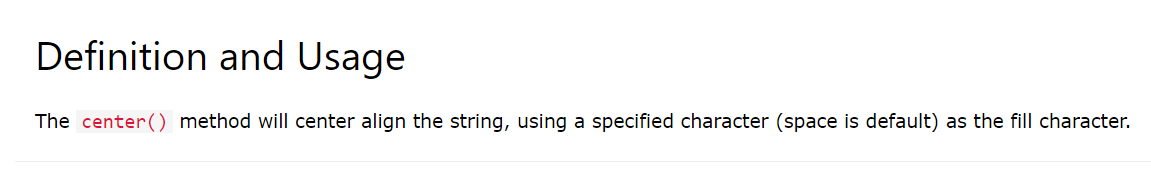 Definition and Usage
The center() method will center align the string, using a specified character (space is default) as the fill character.